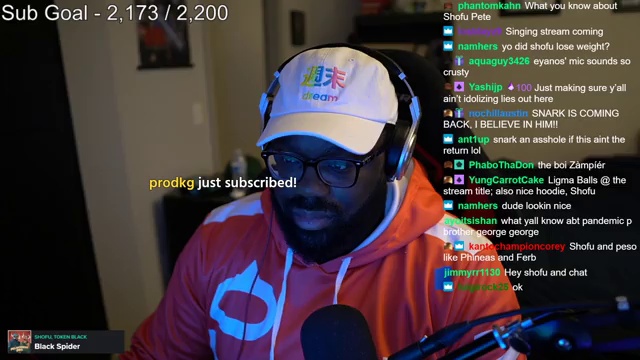 Sub Goal - 2,173 / 2,200
週末
dream
prodkg just subscribed!
SHOFU, TOKEN BLACK
Black Spider
phantomkahn What you know about
Shofu Pete
Singing stream coming
namhers yo did shofu lose weight?
aquaguy3426 eyanos' mic sounds so
crusty
Yashijp 100 Just making sure y'all
ain't idolizing lies out here
SNARK IS COMING
BACK, I BELIEVE IN HIM!!
ant1up snark an asshole if this aint the
return lol
PhaboThaDon the boi Zâmpíér
YungCarrotCake Ligma Balls @ the
stream title; also nice hoodie, Shofu
namhers dude lookin nice
what yall know abt pandemic p
brother george george
kantochampioncorey Shofu and peso
like Phineas and Ferb
jimmyrr1130 Hey shofu and chat
ok